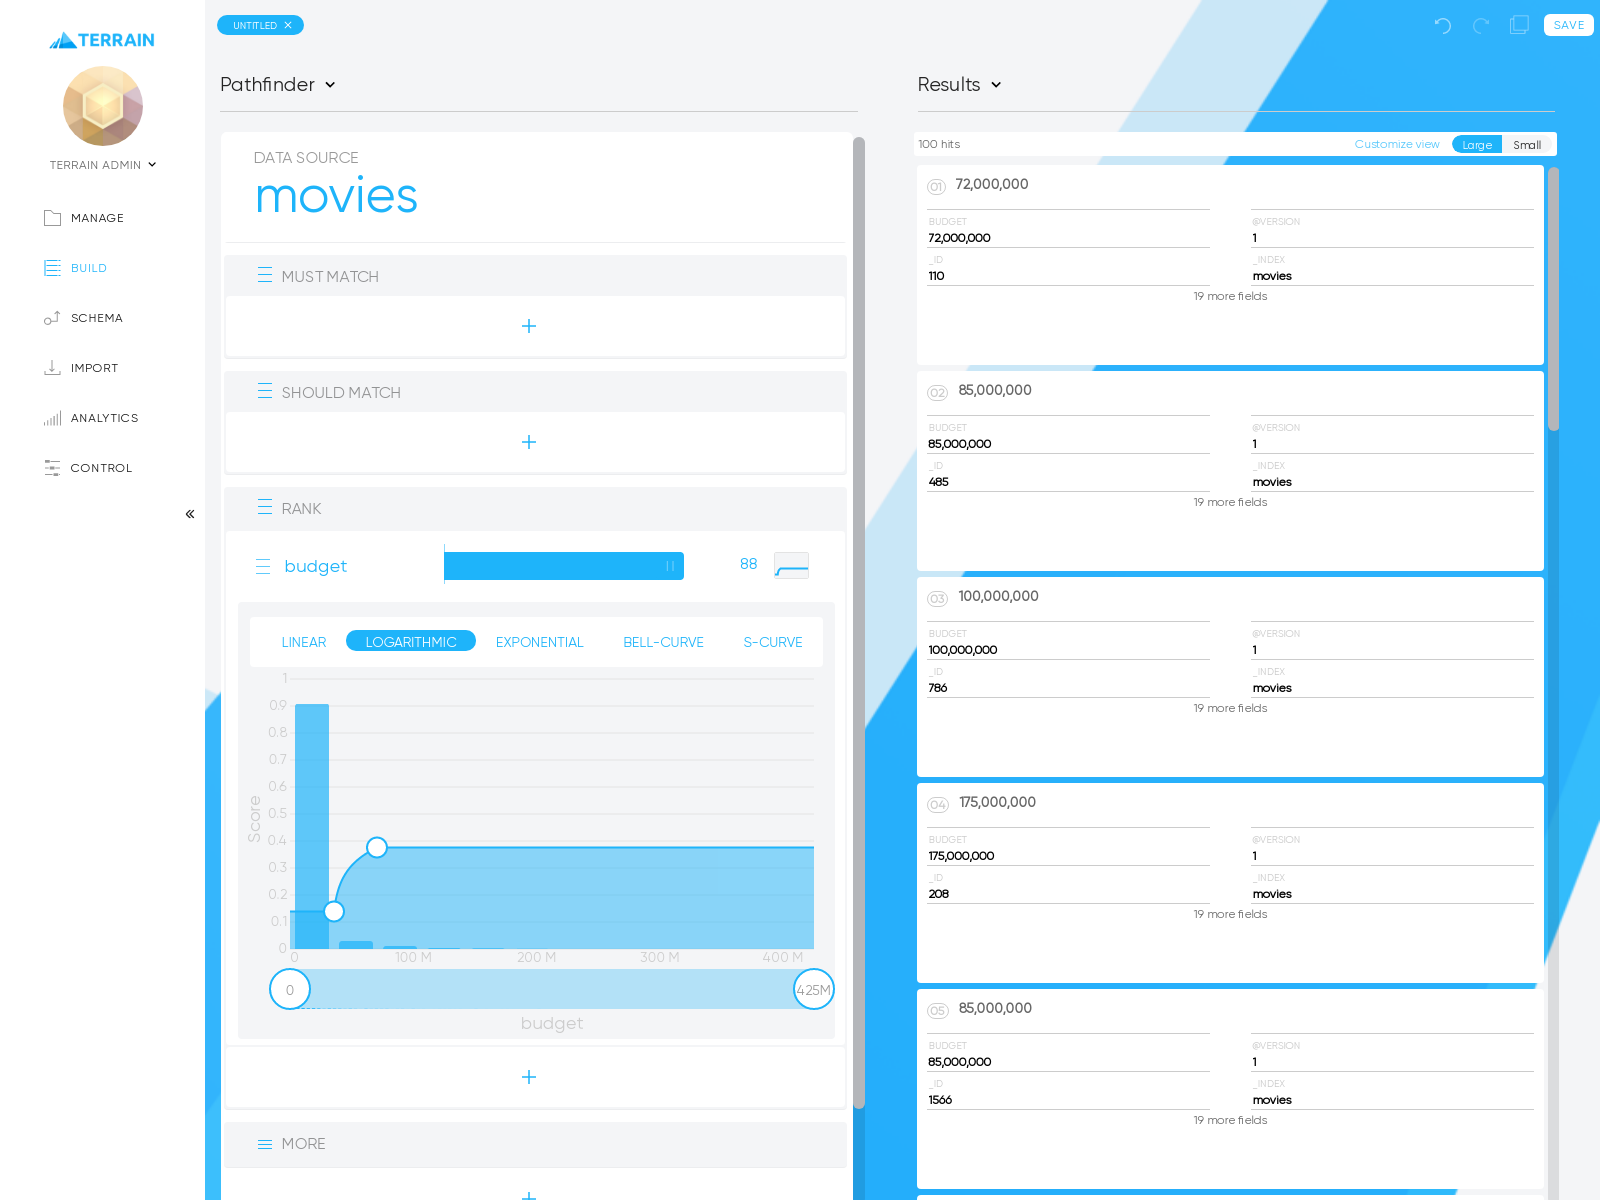 TERRAIN
TERRAIN ADMIN
MANAGE
BUILD
SCHEMA
IMPORT
ANALYTICS
CONTROL
«
UNTITLED ×
SAVE
Pathfinder
DATA SOURCE
movies
MUST MATCH
+
SHOULD MATCH
+
RANK
budget 88
LINEAR LOGARITHMIC EXPONENTIAL BELL-CURVE S-CURVE
1
0.9
0.8
0.7
0.6
0.5
0.4
0.3
0.2
0.1
0
Score
0 100 M 200 M 300 M 400 M
0 425M
budget
+
MORE
+
Results
100 hits Customize view Large Small
01 72,000,000
BUDGET @VERSION
72,000,000 1
_ID _INDEX
110 movies
19 more fields
02 85,000,000
BUDGET @VERSION
85,000,000 1
_ID _INDEX
485 movies
19 more fields
03 100,000,000
BUDGET @VERSION
100,000,000 1
_ID _INDEX
786 movies
19 more fields
04 175,000,000
BUDGET @VERSION
175,000,000 1
_ID _INDEX
208 movies
19 more fields
05 85,000,000
BUDGET @VERSION
85,000,000 1
_ID _INDEX
1566 movies
19 more fields